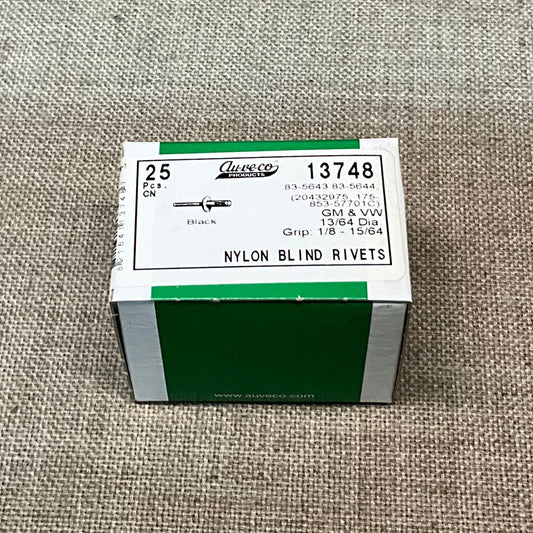 25
Pcs.
CN
Auveco
PRODUCTS
13748
83-5643 83-5644,
(20432975, 175-
853-57701C)
GM & VW
13/64 Dia.
Grip: 1/8 - 15/64
Black
NYLON BLIND RIVETS
www.auveco.com